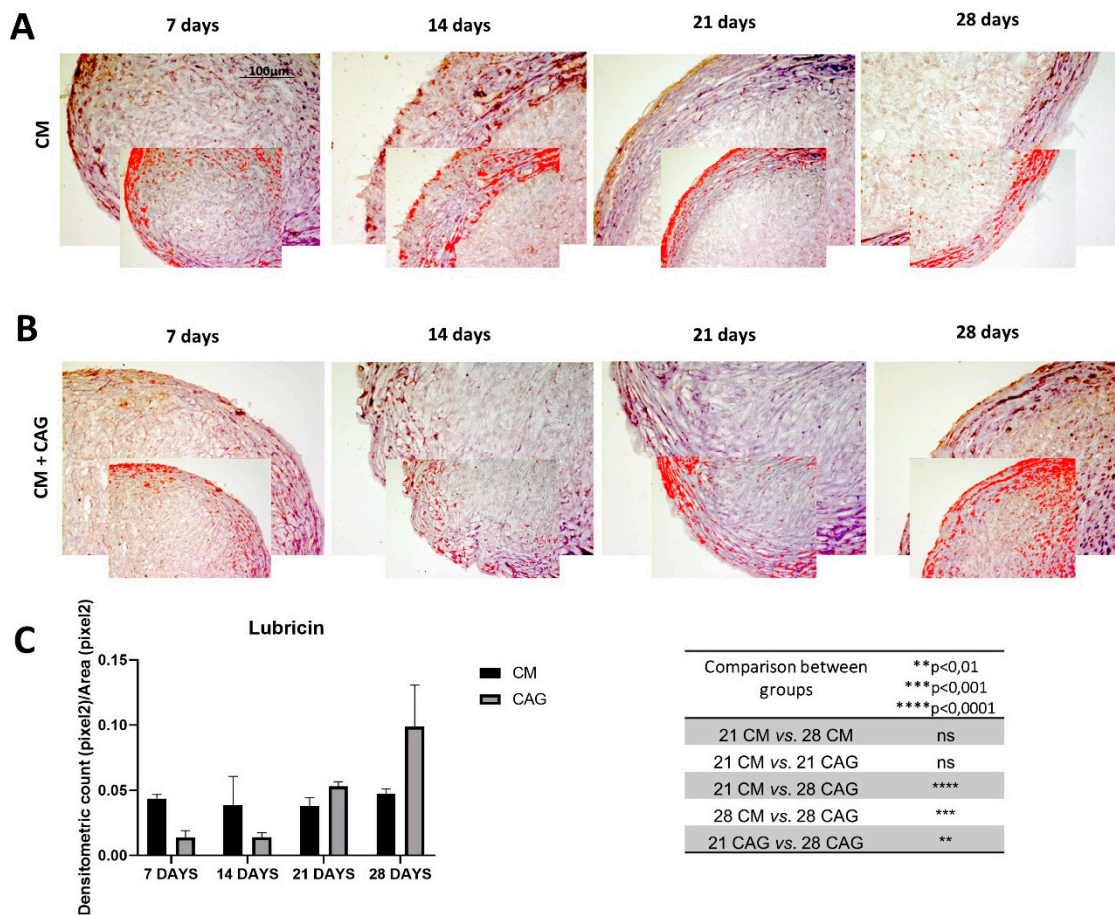 A
7 days
14 days
21 days
28 days
100μm
CM
B
7 days
14 days
21 days
28 days
CM + CAG
C
Lubricin
Densitometric count (pixel2)/Area (pixel2)
0.15
0.10
0.05
0.00
7 DAYS
14 DAYS
21 DAYS
28 DAYS
CM
CAG
Comparison between
groups
**p<0,01
***p<0,001
****p<0,0001
21 CM vs. 28 CM ns
21 CM vs. 21 CAG ns
21 CM vs. 28 CAG ****
28 CM vs. 28 CAG ***
21 CAG vs. 28 CAG **